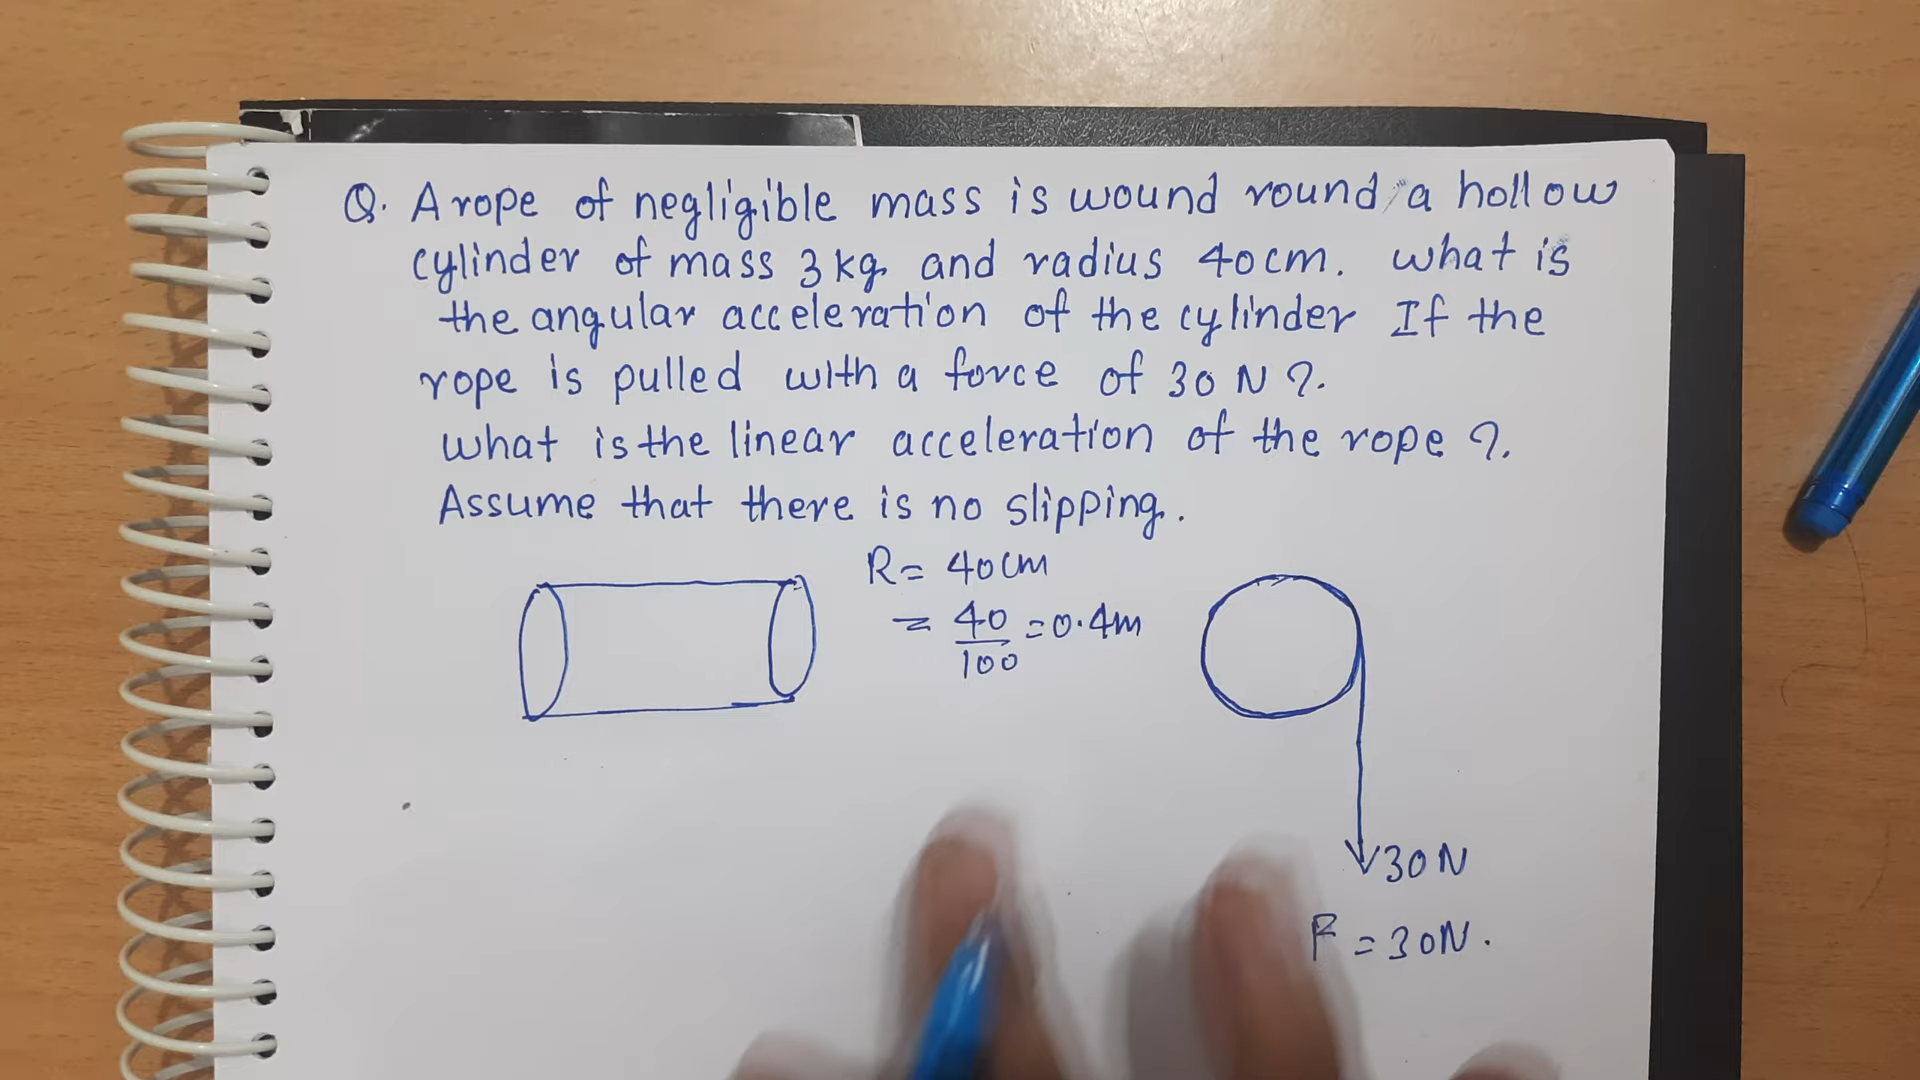 Q. A rope of negligible mass is wound round a hollow
cylinder of mass 3 kg and radius 40 cm. what is
the angular acceleration of the cylinder If the
rope is pulled with a force of 30 N ?.
what is the linear acceleration of the rope ?.
Assume that there is no slipping.
R = 40 cm
= 40/100 = 0.4m
30 N
F = 30N.